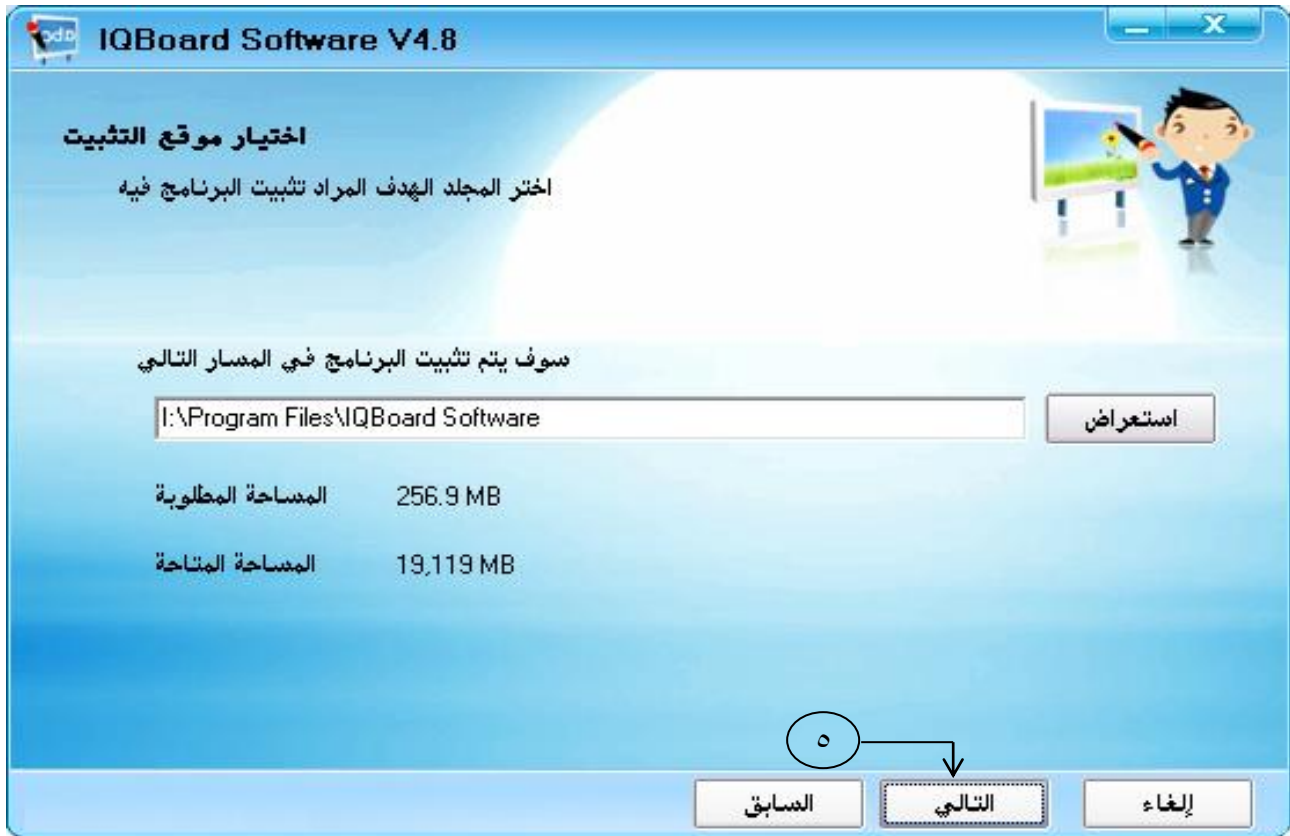 IQBoard Software V4.8
اختيار موقع التثبيت
اختر المجلد الهدف المراد تثبيت البرنامج فيه
سوف يتم تثبيت البرنامج في المسار التالي
I:\Program Files\IQBoard Software
استعراض
المساحة المطلوبة 256.9 MB
المساحة المتاحة 19,119 MB
٥
السابق التالي إلغاء